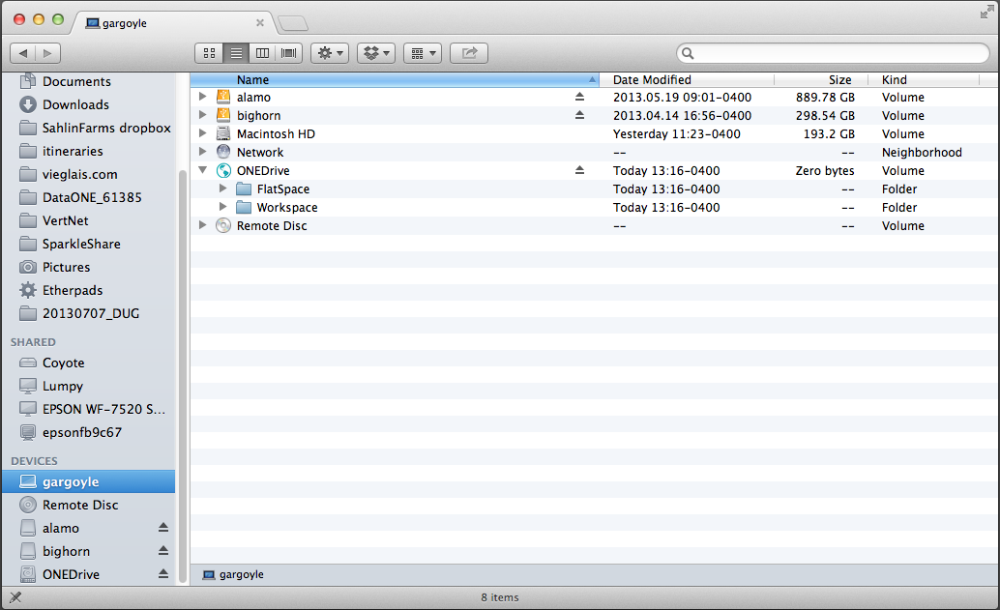 gargoyle
Documents
Downloads
SahlinFarms dropbox
itineraries
vieglais.com
DataONE_61385
VertNet
SparkleShare
Pictures
Etherpads
20130707_DUG
SHARED
Coyote
Lumpy
EPSON WF-7520 S...
epsonfb9c67
DEVICES
gargoyle
Remote Disc
alamo
bighorn
ONEDrive
Name Date Modified Size Kind
alamo 2013.05.19 09:01-0400 889.78 GB Volume
bighorn 2013.04.14 16:56-0400 298.54 GB Volume
Macintosh HD Yesterday 11:23-0400 193.2 GB Volume
Network -- -- Neighborhood
ONEDrive Today 13:16-0400 Zero bytes Volume
FlatSpace Today 13:16-0400 -- Folder
Workspace Today 13:16-0400 -- Folder
Remote Disc -- -- Volume
gargoyle
8 items